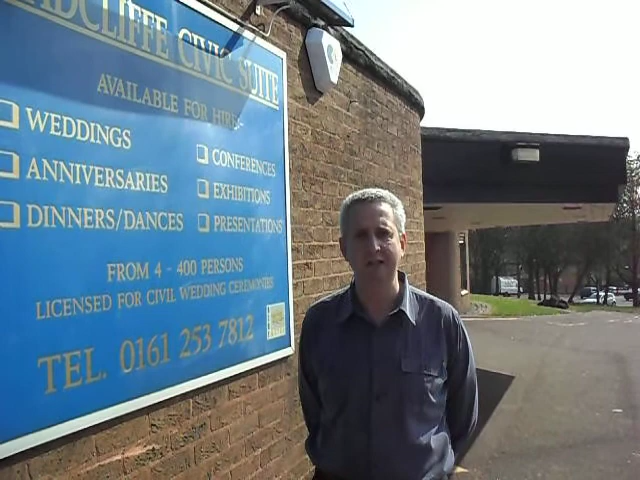 ADCLIFFE CIVIC SUITE
AVAILABLE FOR HIRE:-
WEDDINGS
ANNIVERSARIES
DINNERS/DANCES
CONFERENCES
EXHIBITIONS
PRESENTATIONS
FROM 4 - 400 PERSONS
LICENSED FOR CIVIL WEDDING CEREMONIES
TEL. 0161 253 7812